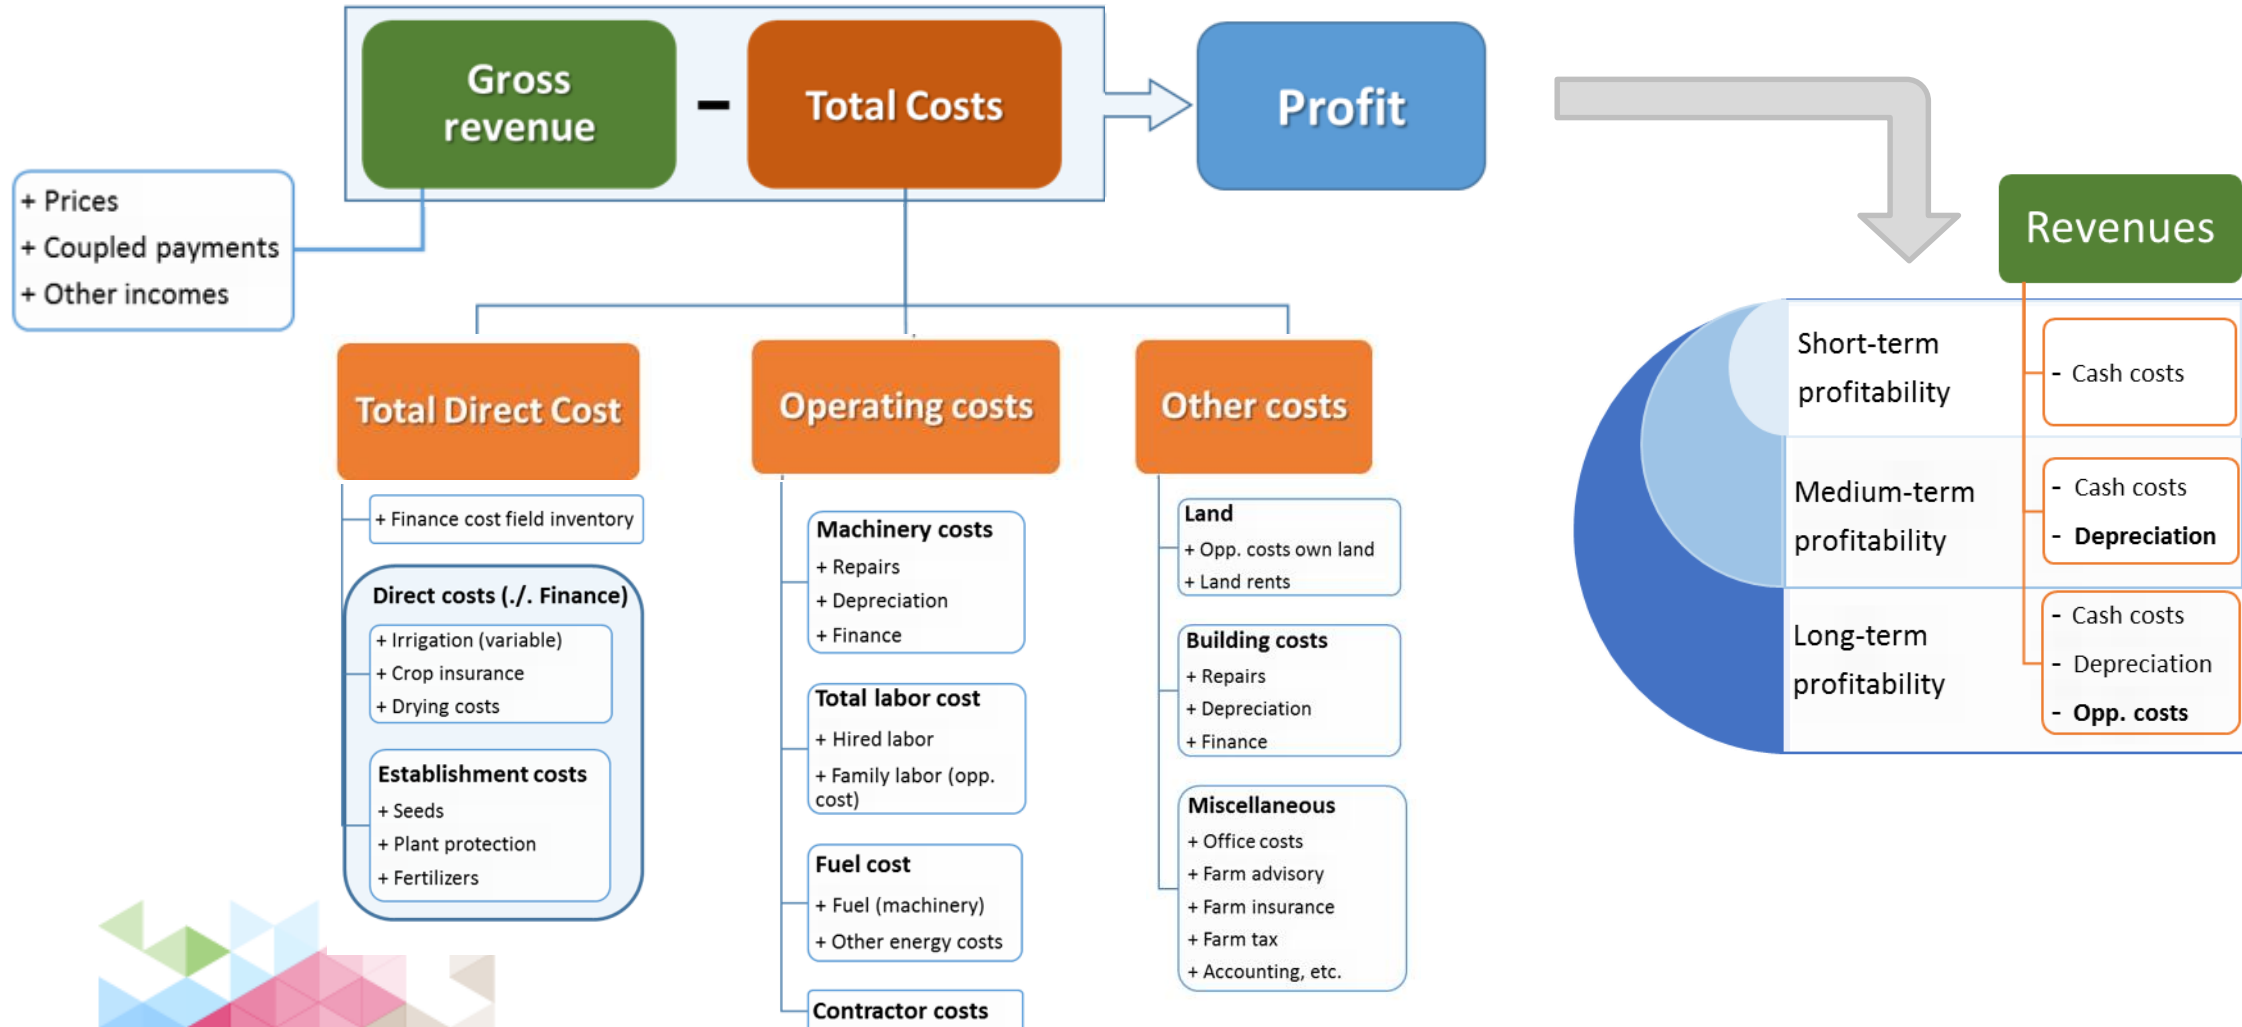 Gross
revenue
-
Total Costs
Profit
+ Prices
+ Coupled payments
+ Other incomes
Total Direct Cost
+ Finance cost field inventory
Direct costs (./. Finance)
+ Irrigation (variable)
+ Crop insurance
+ Drying costs
Establishment costs
+ Seeds
+ Plant protection
+ Fertilizers
Operating costs
Machinery costs
+ Repairs
+ Depreciation
+ Finance
Total labor cost
+ Hired labor
+ Family labor (opp.
cost)
Fuel cost
+ Fuel (machinery)
+ Other energy costs
Contractor costs
Other costs
Land
+ Opp. costs own land
+ Land rents
Building costs
+ Repairs
+ Depreciation
+ Finance
Miscellaneous
+ Office costs
+ Farm advisory
+ Farm insurance
+ Farm tax
+ Accounting, etc.
Revenues
Short-term
profitability
- Cash costs
Medium-term
profitability
- Cash costs
- Depreciation
Long-term
profitability
- Cash costs
- Depreciation
- Opp. costs